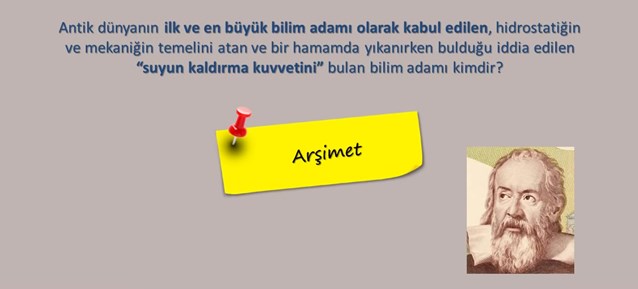 Antik dünyanın ilk ve en büyük bilim adamı olarak kabul edilen, hidrostatiğin
ve mekaniğin temelini atan ve bir hamamda yıkanırken bulduğu iddia edilen
“suyun kaldırma kuvvetini” bulan bilim adamı kimdir?
Arşimet